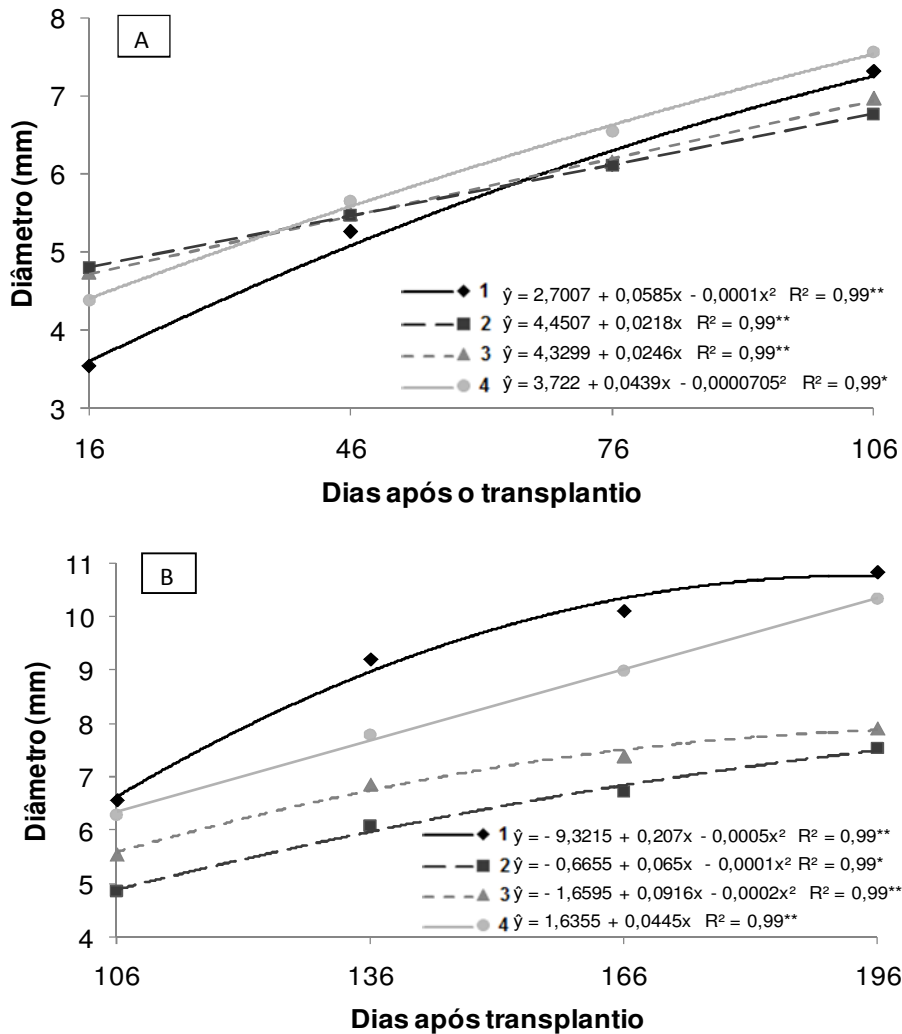 A
8
7
6
5
4
3
Diâmetro (mm)
1 ŷ = 2,7007 + 0,0585x - 0,0001x² R² = 0,99**
2 ŷ = 4,4507 + 0,0218x R² = 0,99**
3 ŷ = 4,3299 + 0,0246x R² = 0,99**
4 ŷ = 3,722 + 0,0439x - 0,0000705² R² = 0,99*
16 46 76 106
Dias após o transplantio
B
11
10
9
8
7
6
5
4
Diâmetro (mm)
1 ŷ = - 9,3215 + 0,207x - 0,0005x² R² = 0,99**
2 ŷ = - 0,6655 + 0,065x - 0,0001x² R² = 0,99*
3 ŷ = - 1,6595 + 0,0916x - 0,0002x² R² = 0,99**
4 ŷ = 1,6355 + 0,0445x R² = 0,99**
106 136 166 196
Dias após transplantio